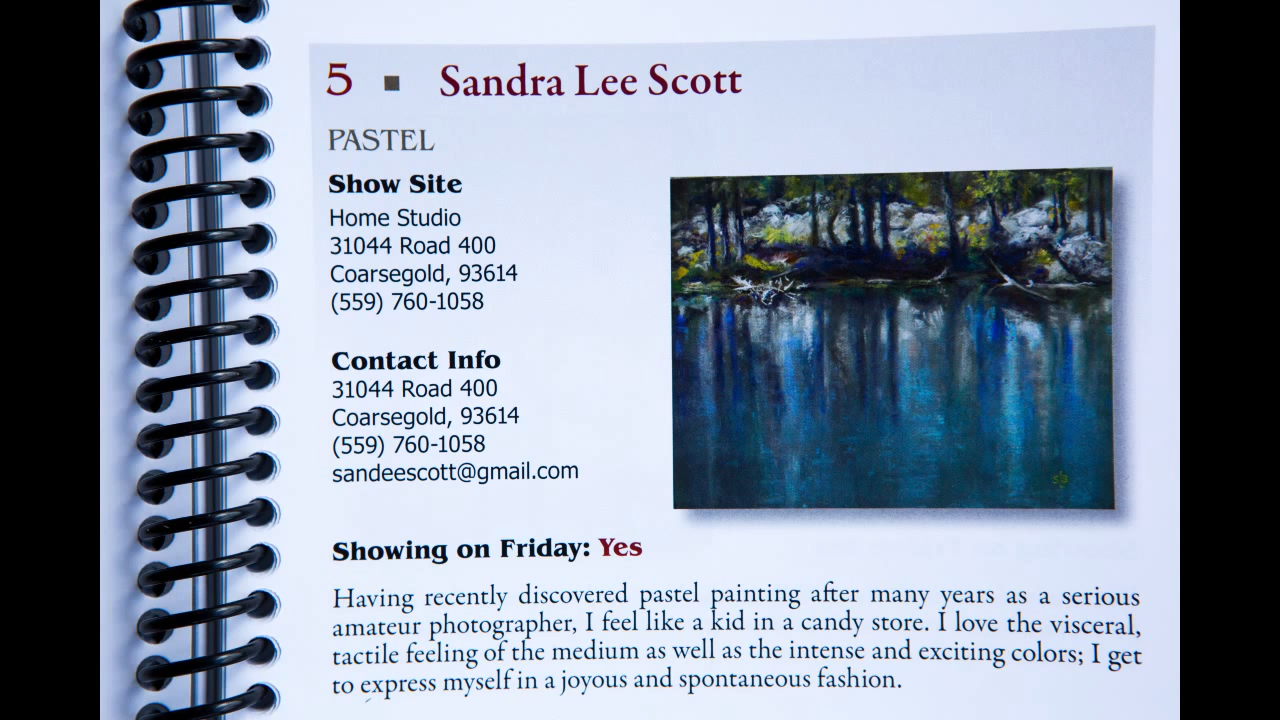 5 ▪ Sandra Lee Scott
PASTEL
Show Site
Home Studio
31044 Road 400
Coarsegold, 93614
(559) 760-1058
Contact Info
31044 Road 400
Coarsegold, 93614
(559) 760-1058
sandeescott@gmail.com
Showing on Friday: Yes
Having recently discovered pastel painting after many years as a serious
amateur photographer, I feel like a kid in a candy store. I love the visceral,
tactile feeling of the medium as well as the intense and exciting colors; I get
to express myself in a joyous and spontaneous fashion.